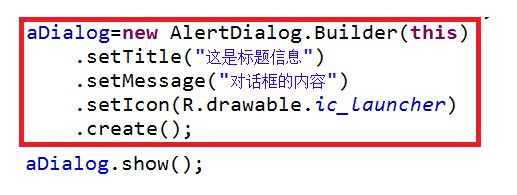 aDialog=new AlertDialog.Builder(this)
.setTitle("这是标题信息")
.setMessage("对话框的内容")
.setIcon(R.drawable.ic_launcher)
.create();
aDialog.show();